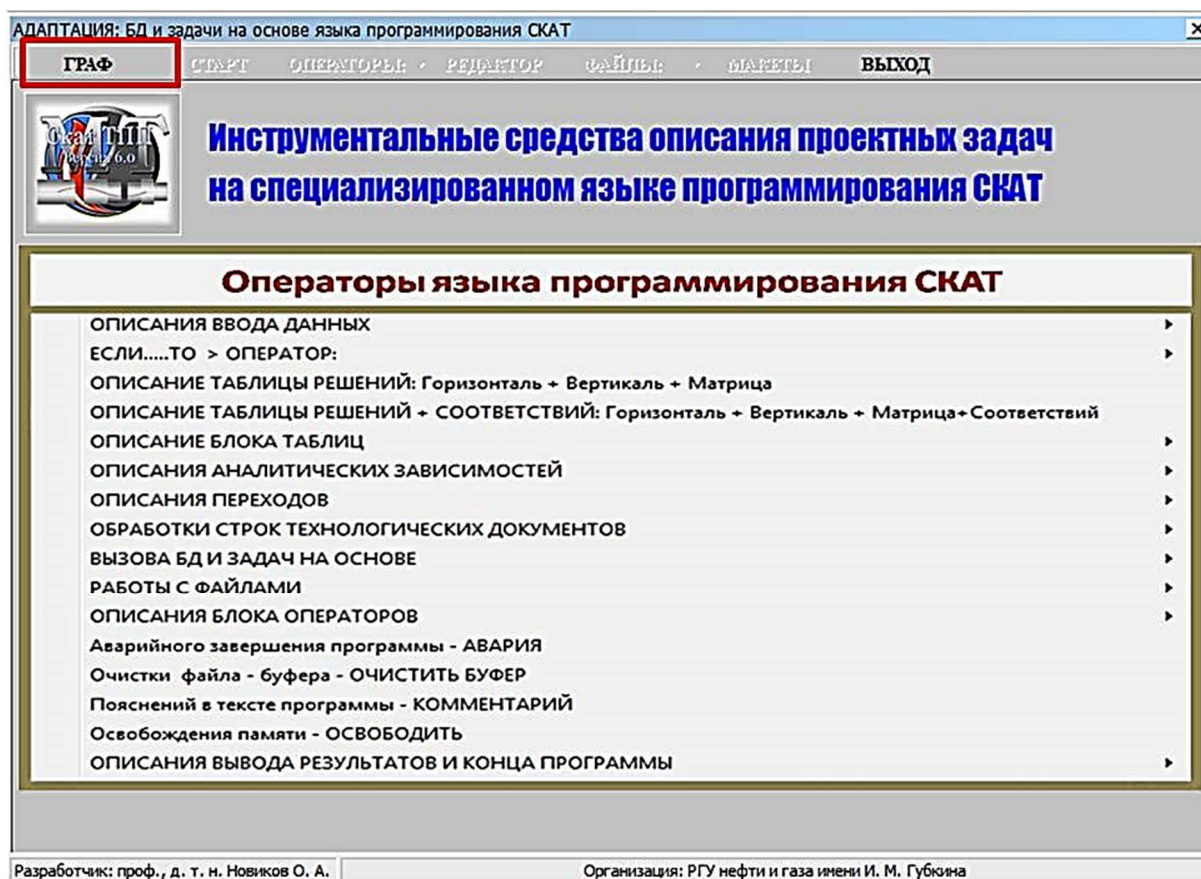 АДАПТАЦИЯ: БД и задачи на основе языка программирования СКАТ
ГРАФ СТАРТ ОПЕРАТОРЫ: РЕДАКТОР ФАЙЛЫ: МАКЕТЫ ВЫХОД
Скат ТПГ
Версия 6.0
Инструментальные средства описания проектных задач
на специализированном языке программирования СКАТ
Операторы языка программирования СКАТ
ОПИСАНИЯ ВВОДА ДАННЫХ
ЕСЛИ.....ТО > ОПЕРАТОР:
ОПИСАНИЕ ТАБЛИЦЫ РЕШЕНИЙ: Горизонталь + Вертикаль + Матрица
ОПИСАНИЕ ТАБЛИЦЫ РЕШЕНИЙ + СООТВЕТСТВИЙ: Горизонталь + Вертикаль + Матрица+Соответствий
ОПИСАНИЕ БЛОКА ТАБЛИЦ
ОПИСАНИЯ АНАЛИТИЧЕСКИХ ЗАВИСИМОСТЕЙ
ОПИСАНИЯ ПЕРЕХОДОВ
ОБРАБОТКИ СТРОК ТЕХНОЛОГИЧЕСКИХ ДОКУМЕНТОВ
ВЫЗОВА БД И ЗАДАЧ НА ОСНОВЕ
РАБОТЫ С ФАЙЛАМИ
ОПИСАНИЯ БЛОКА ОПЕРАТОРОВ
Аварийного завершения программы - АВАРИЯ
Очистки файла - буфера - ОЧИСТИТЬ БУФЕР
Пояснений в тексте программы - КОММЕНТАРИЙ
Освобождения памяти - ОСВОБОДИТЬ
ОПИСАНИЯ ВЫВОДА РЕЗУЛЬТАТОВ И КОНЦА ПРОГРАММЫ
Разработчик: проф., д. т. н. Новиков О. А. Организация: РГУ нефти и газа имени И. М. Губкина